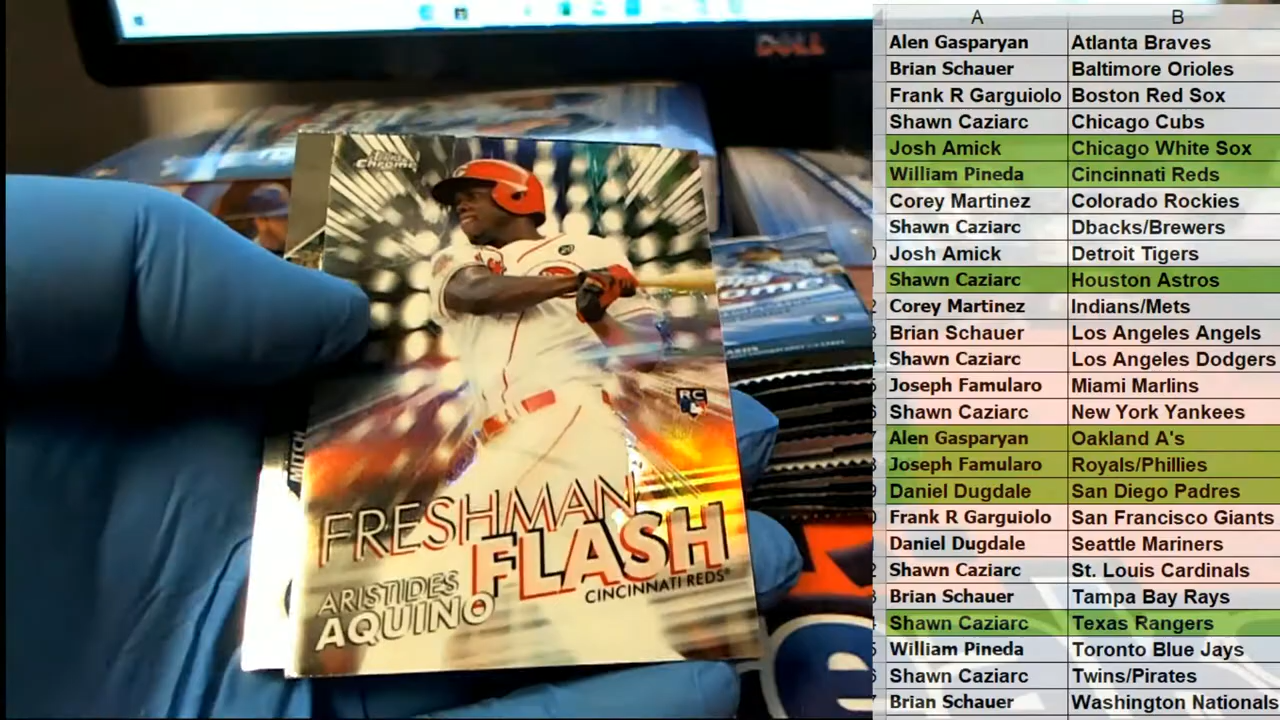 DELL
Topps Chrome
RC
MITCH
FRESHMAN
FLASH
ARISTIDES
AQUINO
CINCINNATI REDS
A B
Alen Gasparyan Atlanta Braves
Brian Schauer Baltimore Orioles
Frank R Garguiolo Boston Red Sox
Shawn Caziarc Chicago Cubs
Josh Amick Chicago White Sox
William Pineda Cincinnati Reds
Corey Martinez Colorado Rockies
Shawn Caziarc Dbacks/Brewers
Josh Amick Detroit Tigers
Shawn Caziarc Houston Astros
Corey Martinez Indians/Mets
Brian Schauer Los Angeles Angels
Shawn Caziarc Los Angeles Dodgers
Joseph Famularo Miami Marlins
Shawn Caziarc New York Yankees
Alen Gasparyan Oakland A's
Joseph Famularo Royals/Phillies
Daniel Dugdale San Diego Padres
Frank R Garguiolo San Francisco Giants
Daniel Dugdale Seattle Mariners
Shawn Caziarc St. Louis Cardinals
Brian Schauer Tampa Bay Rays
Shawn Caziarc Texas Rangers
William Pineda Toronto Blue Jays
Shawn Caziarc Twins/Pirates
Brian Schauer Washington Nationals